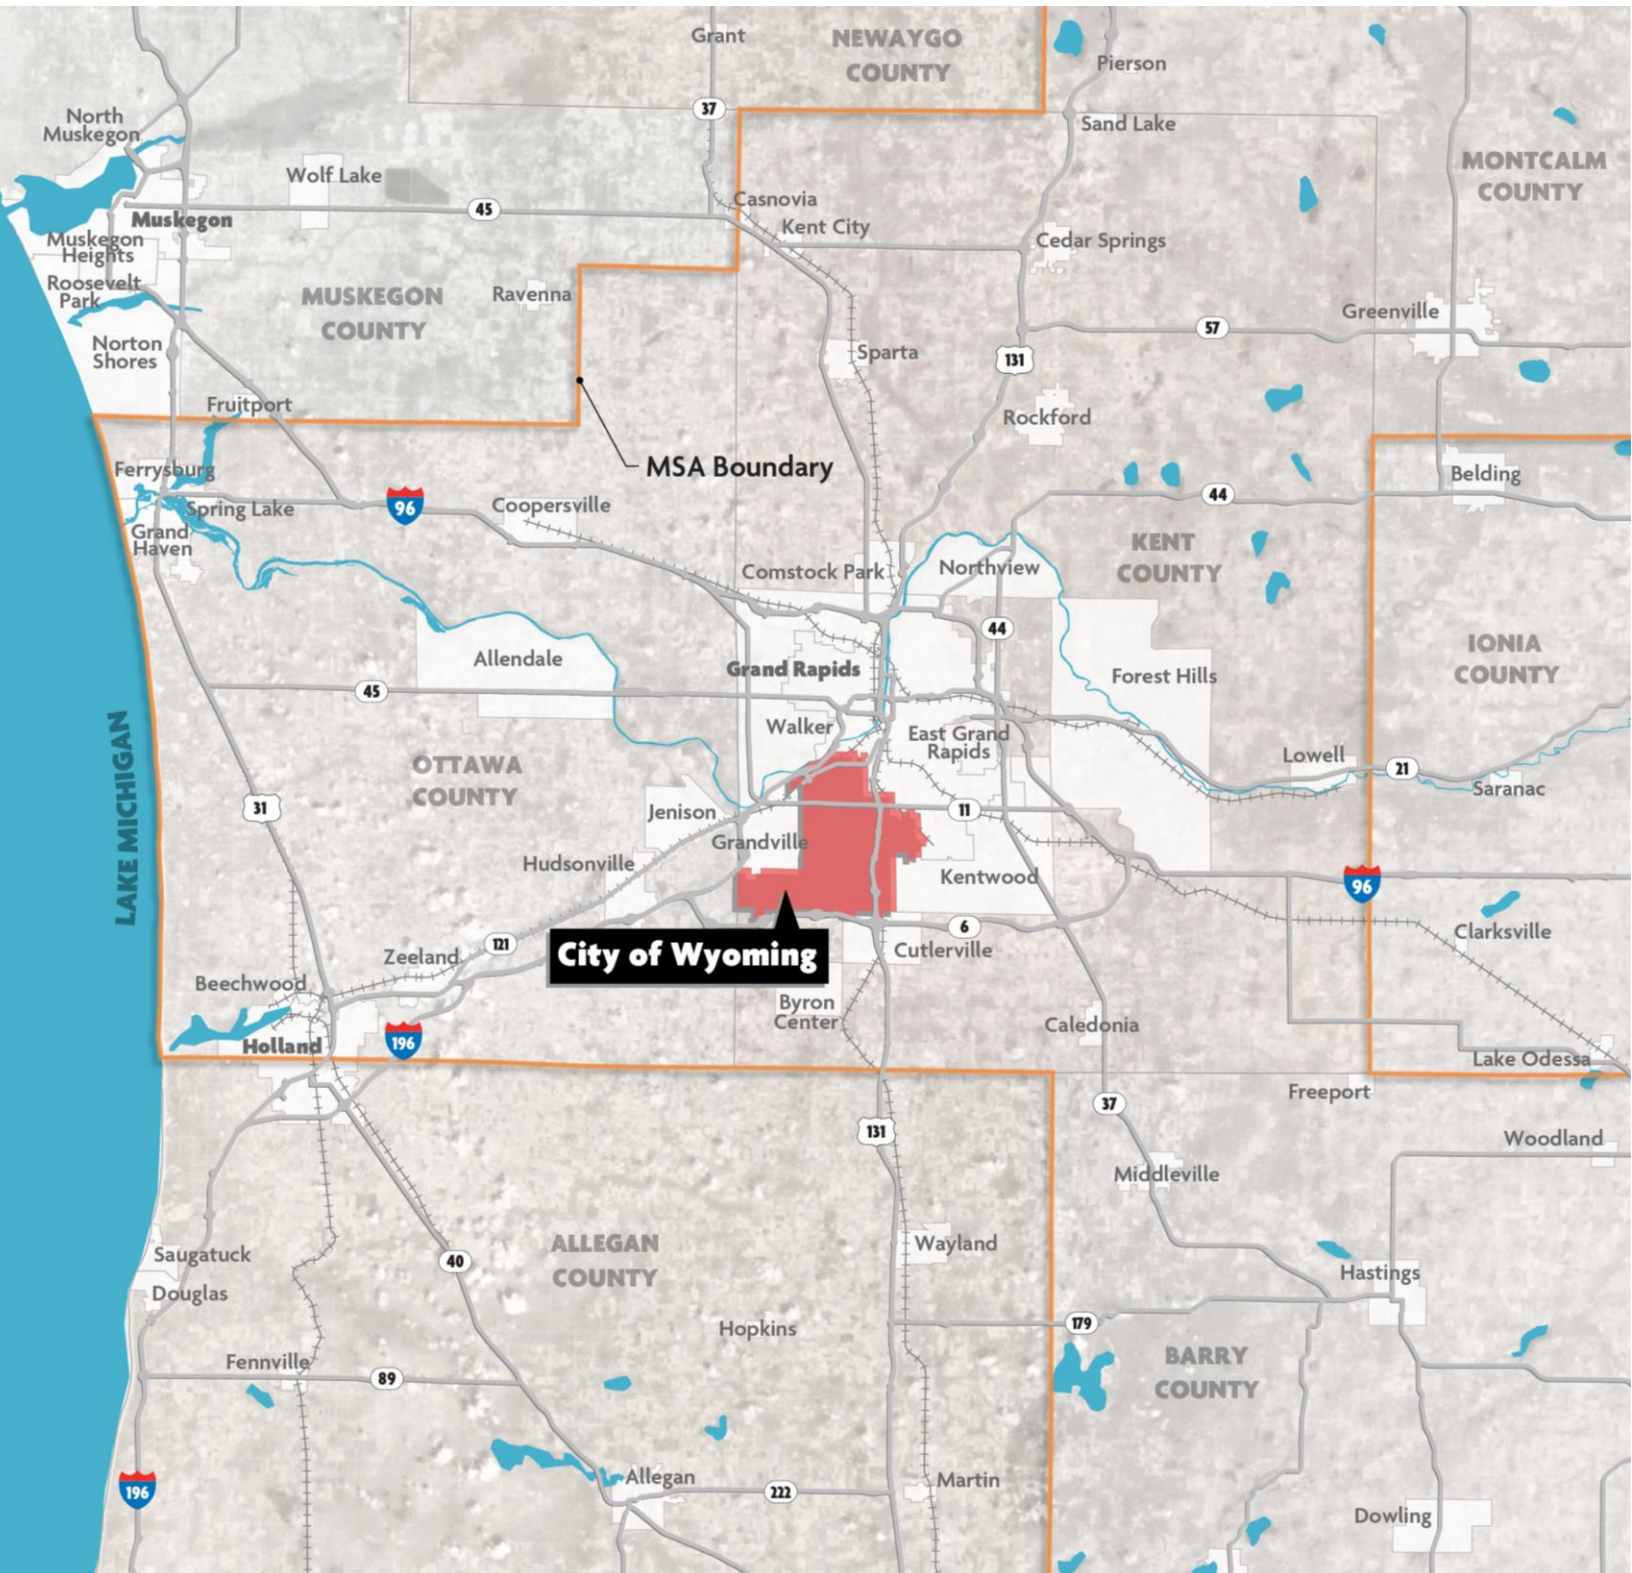 Grant
NEWAYGO
COUNTY
Pierson
37
North
Muskegon
Sand Lake
MONTCALM
COUNTY
Wolf Lake
Casnovia
45
Muskegon
Kent City
Muskegon
Heights
Cedar Springs
Roosevelt
Park
MUSKEGON
COUNTY
Ravenna
Greenville
57
Norton
Shores
Sparta
131
Fruitport
Rockford
MSA Boundary
Ferrysburg
Belding
96
Spring Lake
Coopersville
44
Grand
Haven
KENT
COUNTY
Comstock Park
Northview
44
IONIA
COUNTY
Allendale
Grand Rapids
Forest Hills
45
LAKE MICHIGAN
Walker
East Grand
Rapids
OTTAWA
COUNTY
Lowell
21
Saranac
31
Jenison
11
Grandville
Hudsonville
Kentwood
96
6
Clarksville
121
City of Wyoming
Cutlerville
Zeeland
Beechwood
Byron
Center
Caledonia
196
Holland
Lake Odessa
Freeport
37
131
Woodland
Middleville
ALLEGAN
COUNTY
Wayland
Saugatuck
40
Hastings
Douglas
Hopkins
179
Fennville
BARRY
COUNTY
89
Allegan
Martin
196
222
Dowling